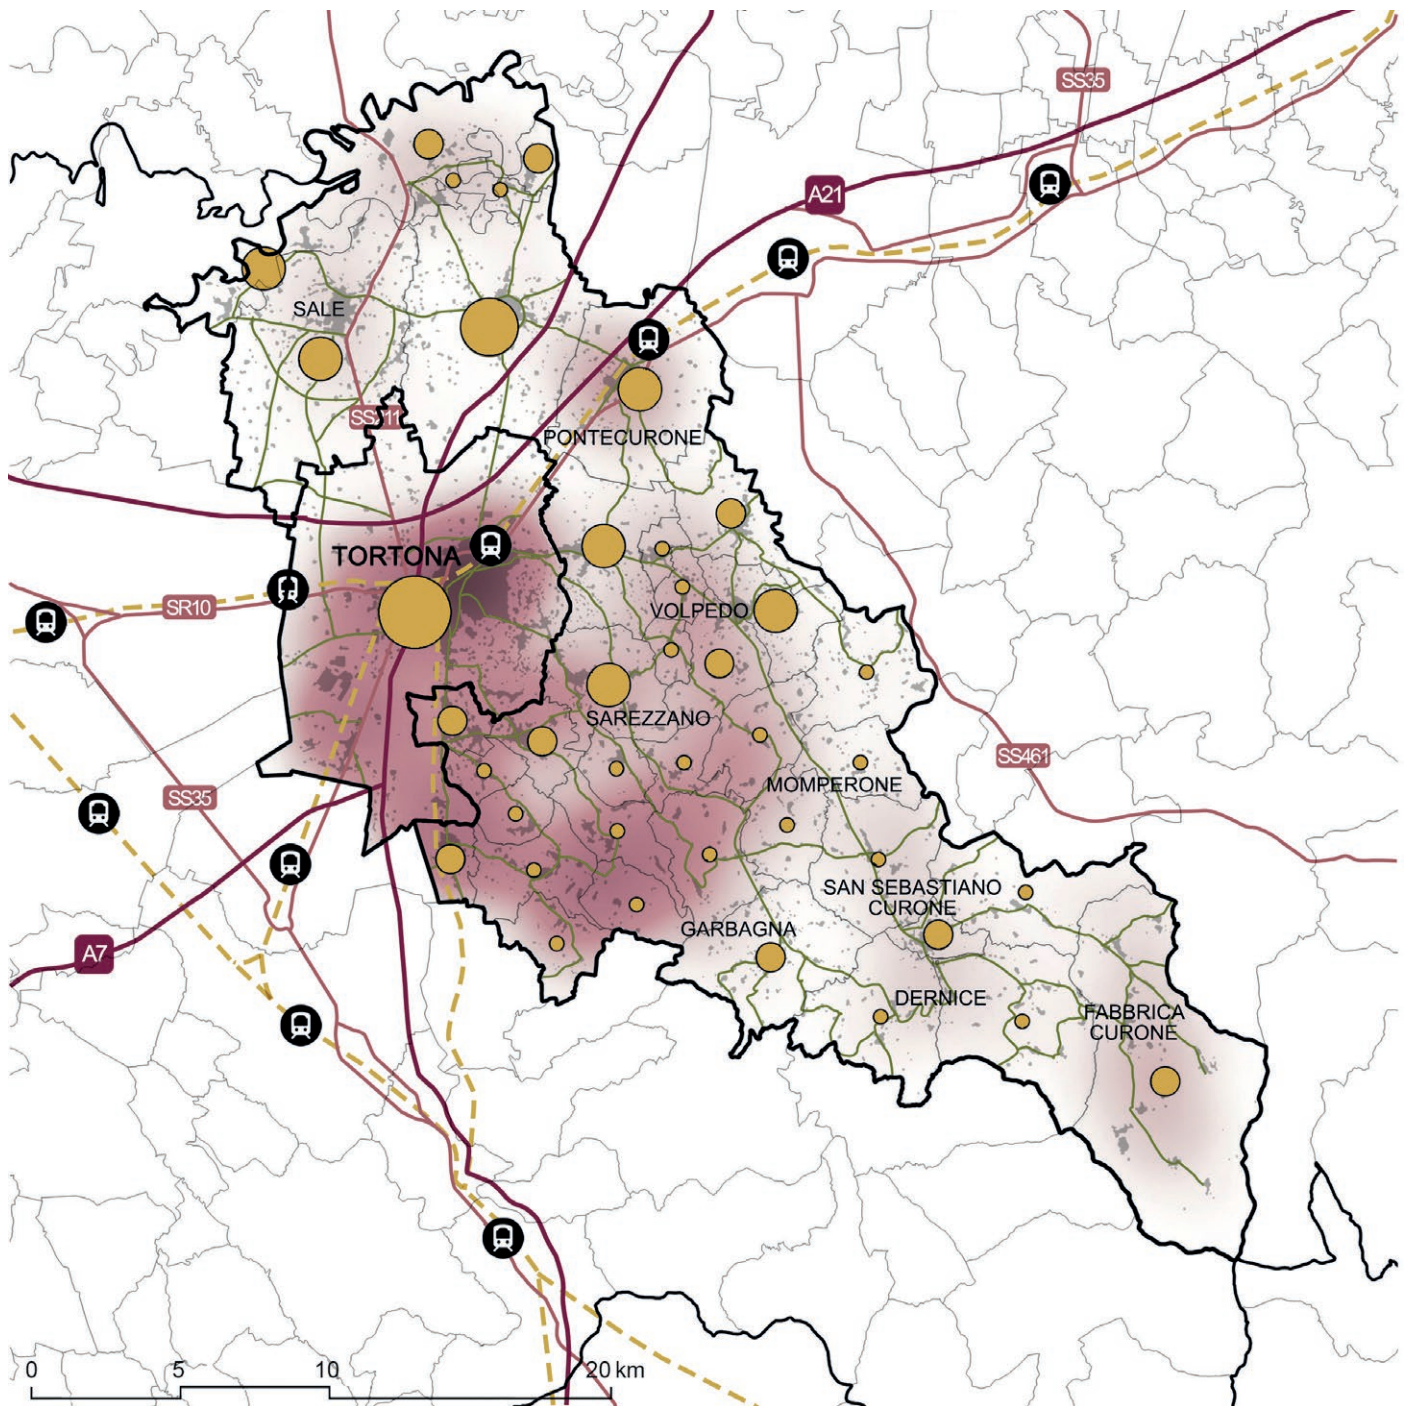 SS35
A21
SALE
PONTECURONE
TORTONA
SR10
VOLPEDO
SAREZZANO
SS461
MOMPERONE
SS35
SAN SEBASTIANO
CURONE
GARBAGNA
A7
DERNICE
FABBRICA
CURONE
0 5 10 20 km